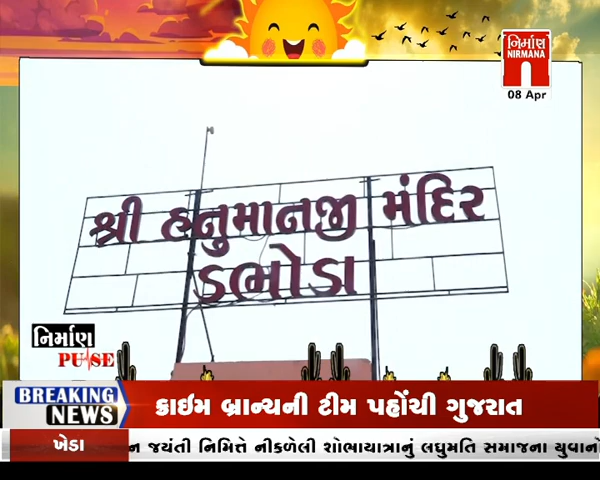 નિર્માણ
NIRMANA
08 Apr
શ્રી હનુમાનજી મંદિર
ડભોડા
નિર્માણ
PULSE
BREAKING NEWS
ક્રાઇમ બ્રાન્ચની ટીમ પહોંચી ગુજરાત
ખેડા
ન જયંતી નિમિત્તે નીકળેલી શોભાયાત્રાનું લઘુમતિ સમાજના યુવાનો